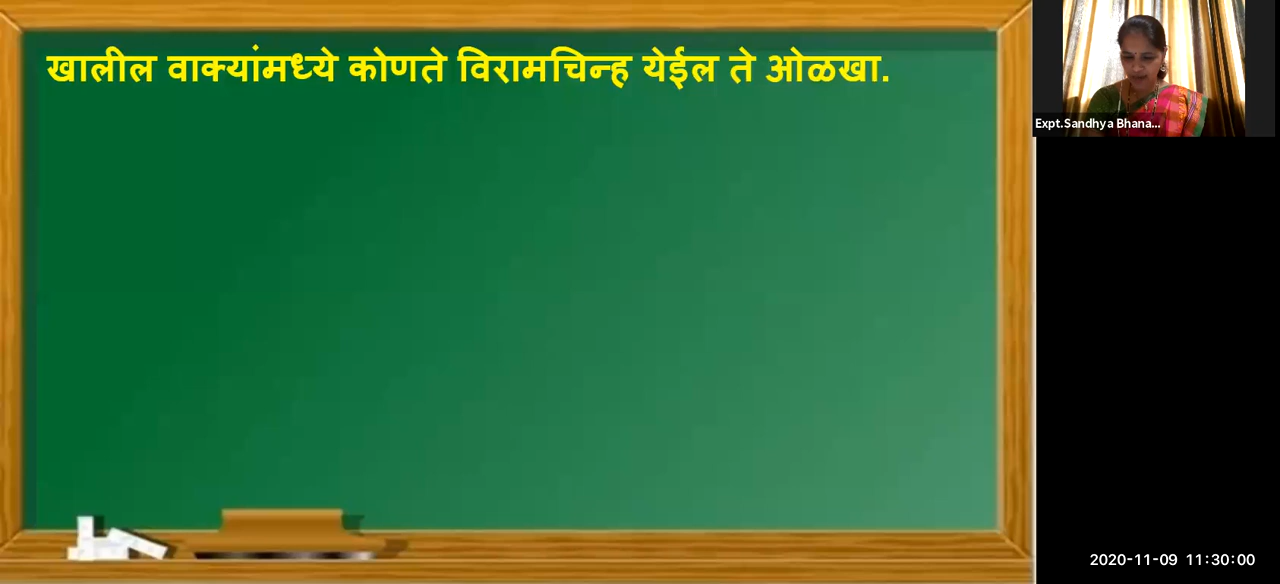 खालील वाक्यांमध्ये कोणते विरामचिन्ह येईल ते ओळखा.
Expt.Sandhya Bhana...
2020-11-09 11:30:00